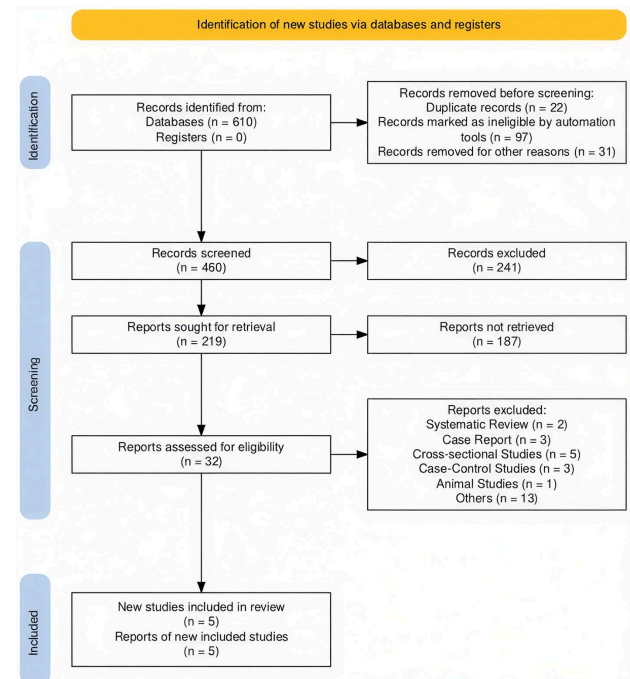 Identification of new studies via databases and registers
Identification
Records identified from:
Databases (n = 610)
Registers (n = 0)
Records removed before screening:
Duplicate records (n = 22)
Records marked as ineligible by automation
tools (n = 97)
Records removed for other reasons (n = 31)
Screening
Records screened
(n = 460)
Records excluded
(n = 241)
Reports sought for retrieval
(n = 219)
Reports not retrieved
(n = 187)
Reports assessed for eligibility
(n = 32)
Reports excluded:
Systematic Review (n = 2)
Case Report (n = 3)
Cross-sectional Studies (n = 5)
Case-Control Studies (n = 3)
Animal Studies (n = 1)
Others (n = 13)
Included
New studies included in review
(n = 5)
Reports of new included studies
(n = 5)